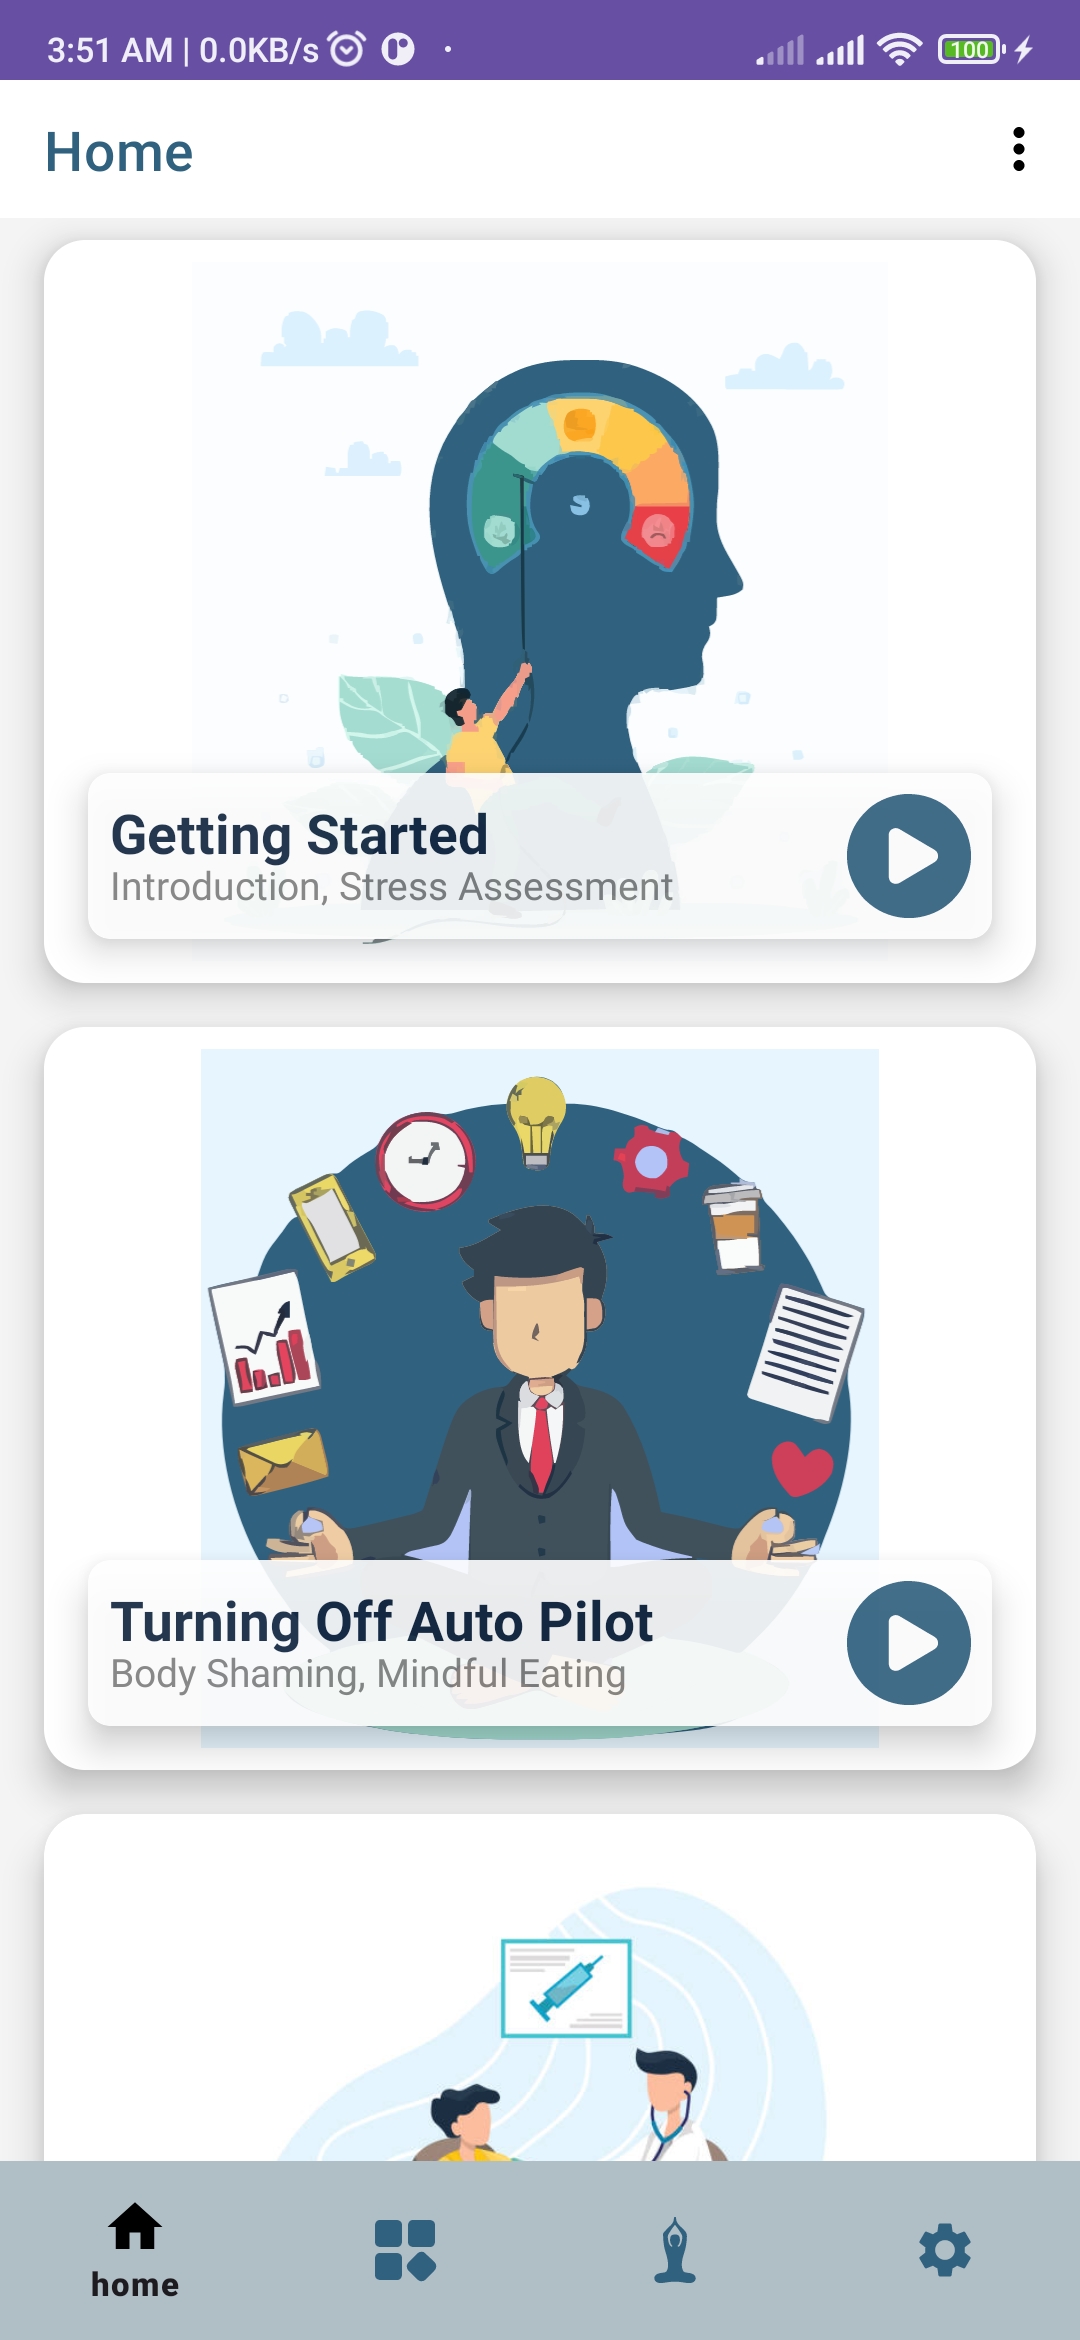 3:51 AM | 0.0KB/s
100
Home
Getting Started
Introduction, Stress Assessment
Turning Off Auto Pilot
Body Shaming, Mindful Eating
home